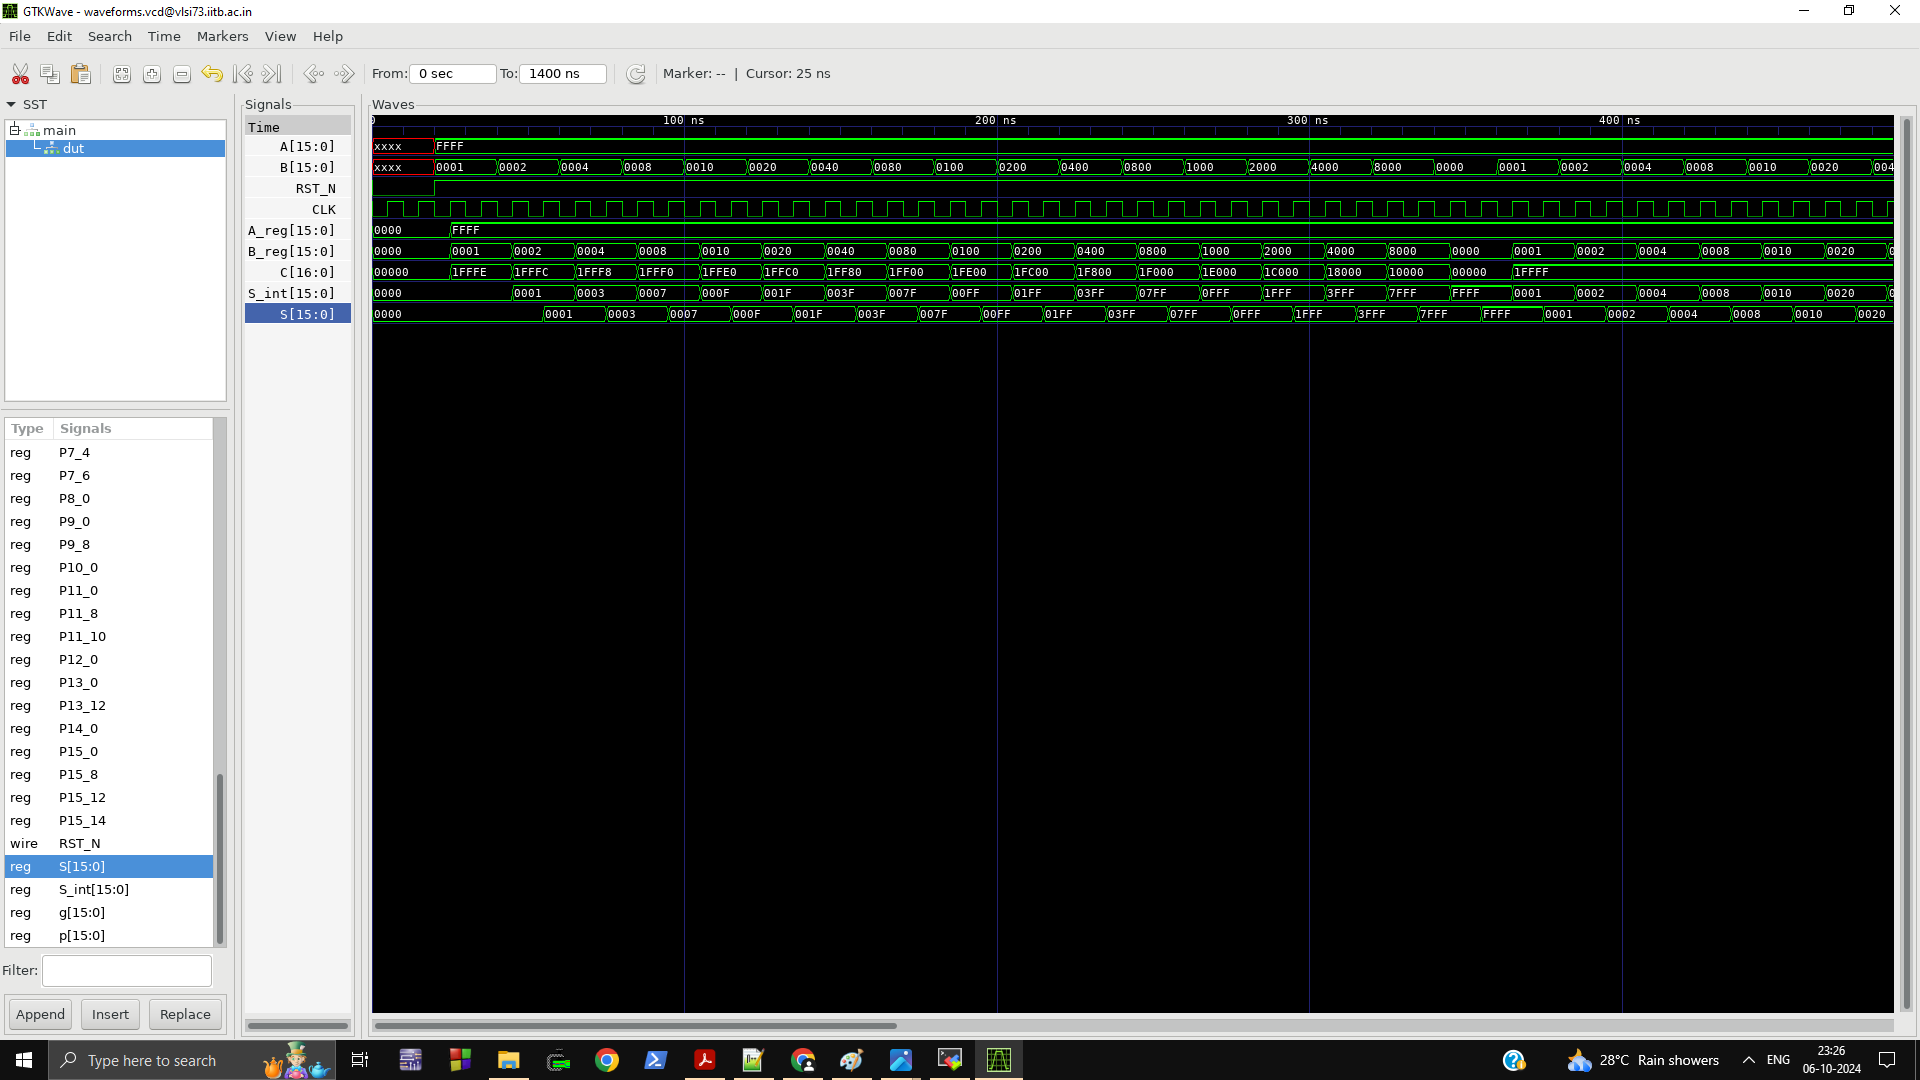 GTKWave - waveforms.vcd@vlsi73.iitb.ac.in
File Edit Search Time Markers View Help
From: 0 sec To: 1400 ns Marker: -- | Cursor: 25 ns
SST
main
dut
Type Signals
reg P7_4
reg P7_6
reg P8_0
reg P9_0
reg P9_8
reg P10_0
reg P11_0
reg P11_8
reg P11_10
reg P12_0
reg P13_0
reg P13_12
reg P14_0
reg P15_0
reg P15_8
reg P15_12
reg P15_14
wire RST_N
reg S[15:0]
reg S_int[15:0]
reg g[15:0]
reg p[15:0]
Filter:
Append Insert Replace
Signals
Time
A[15:0]
B[15:0]
RST_N
CLK
A_reg[15:0]
B_reg[15:0]
C[16:0]
S_int[15:0]
S[15:0]
Waves
0 100 ns 200 ns 300 ns 400 ns
xxxx FFFF
xxxx 0001 0002 0004 0008 0010 0020 0040 0080 0100 0200 0400 0800 1000 2000 4000 8000 0000 0001 0002 0004 0008 0010 0020 004
0000 FFFF
0000 0001 0002 0004 0008 0010 0020 0040 0080 0100 0200 0400 0800 1000 2000 4000 8000 0000 0001 0002 0004 0008 0010 0020 0
00000 1FFFE 1FFFC 1FFF8 1FFF0 1FFE0 1FFC0 1FF80 1FF00 1FE00 1FC00 1F800 1F000 1E000 1C000 18000 10000 00000 1FFFF
0000 0001 0003 0007 000F 001F 003F 007F 00FF 01FF 03FF 07FF 0FFF 1FFF 3FFF 7FFF FFFF 0001 0002 0004 0008 0010 0020 0
0000 0001 0003 0007 000F 001F 003F 007F 00FF 01FF 03FF 07FF 0FFF 1FFF 3FFF 7FFF FFFF 0001 0002 0004 0008 0010 0020
Type here to search
28°C Rain showers
ENG
23:26
06-10-2024